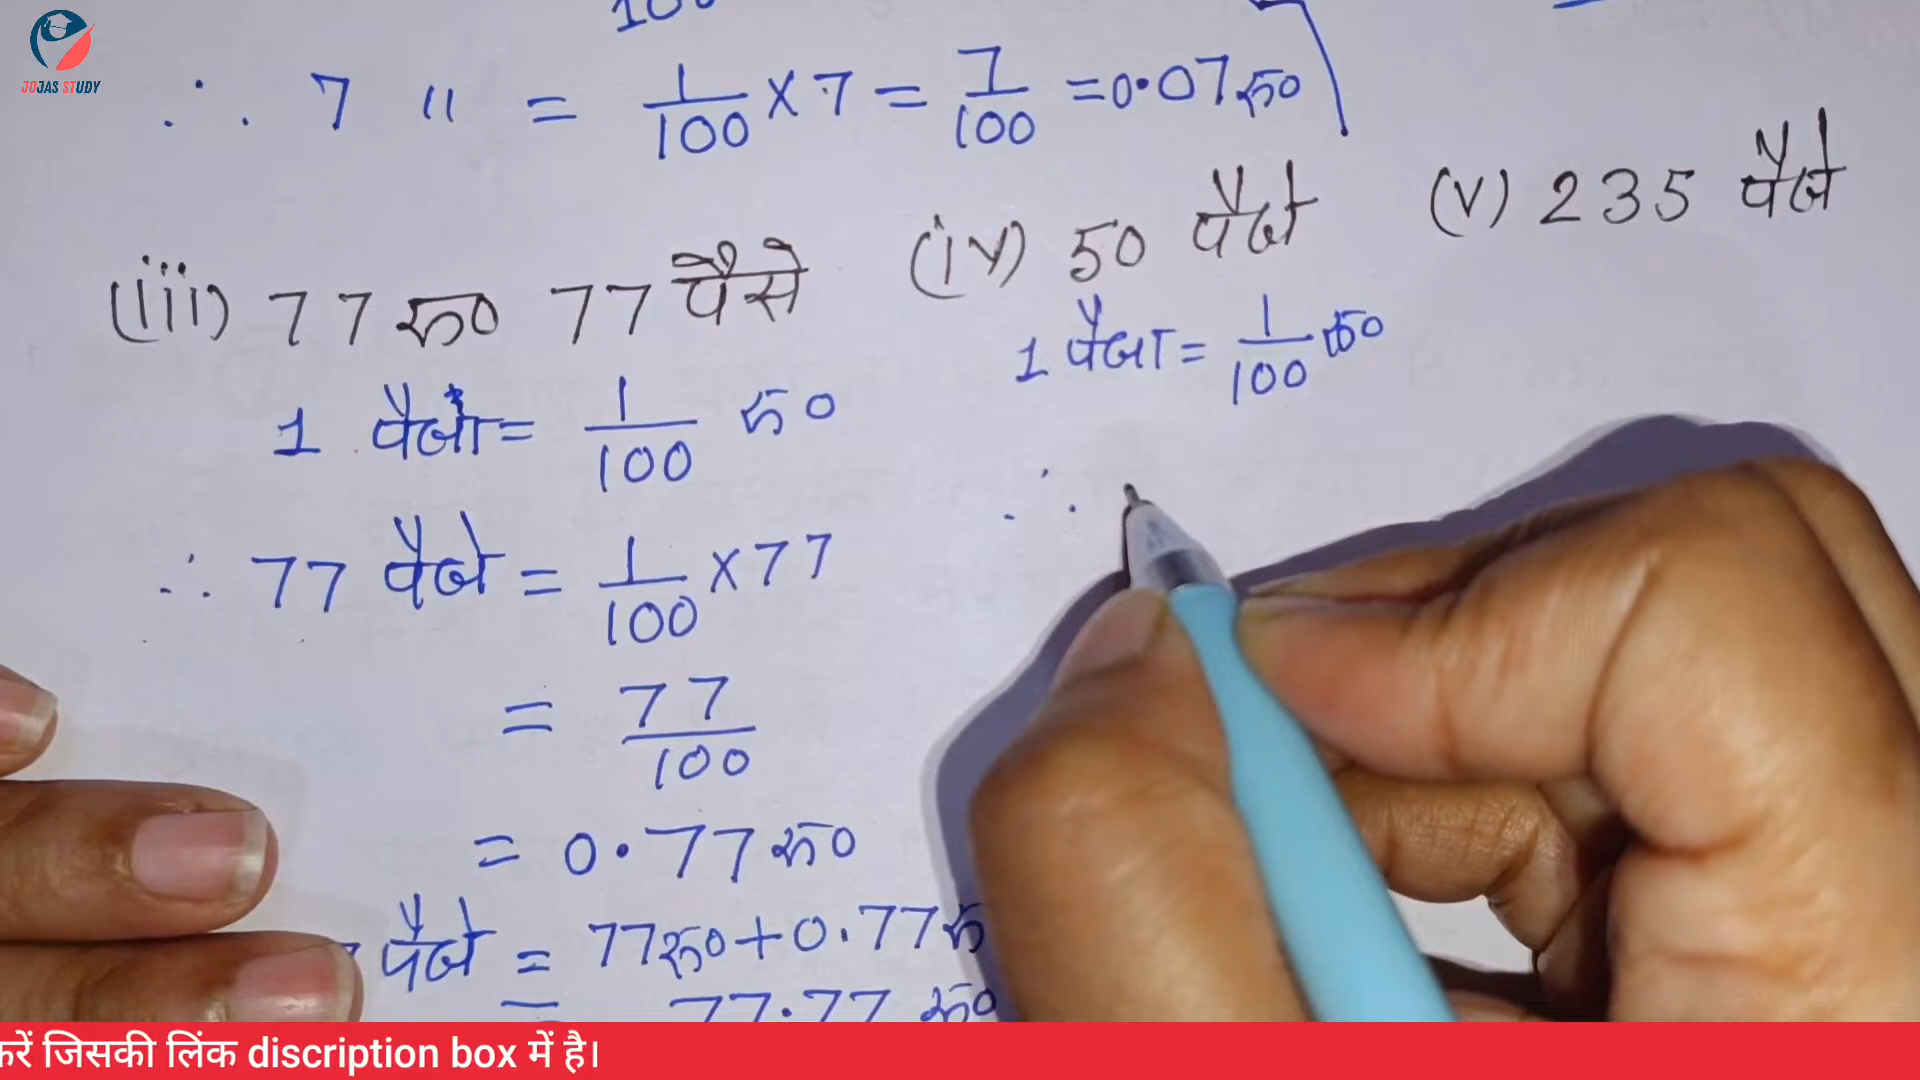 JOJAS STUDY
∴ 7 " = 1/100 × 7 = 7/100 = 0.07 रु०
(iii) 77 रु० 77 पैसे
1 पैसा = 1/100 रु०
∴ 77 पैसे = 1/100 × 77
= 77/100
= 0.77 रु०
पैसे = 77 रु० + 0.77 रु
= 77.77 रु०
(iv) 50 पैसे
1 पैसा = 1/100 रु०
∴
(v) 235 पैसे
करें जिसकी लिंक discription box में है।